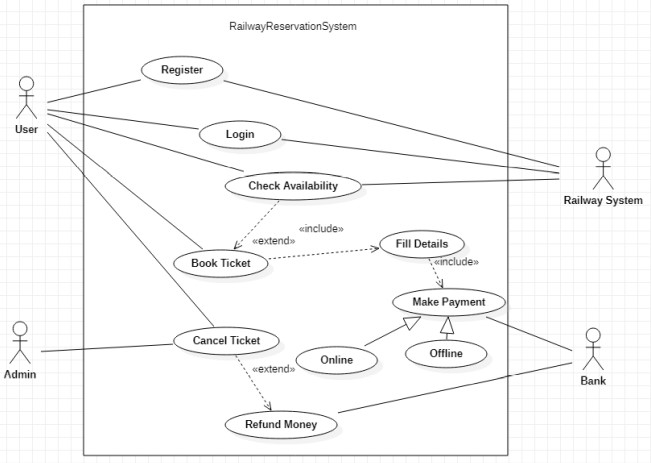 RailwayReservationSystem
Register
User
Login
Check Availability
Railway System
«include»
«extend»
Fill Details
Book Ticket
«include»
Make Payment
Cancel Ticket
Online
Offline
Admin
«extend»
Bank
Refund Money